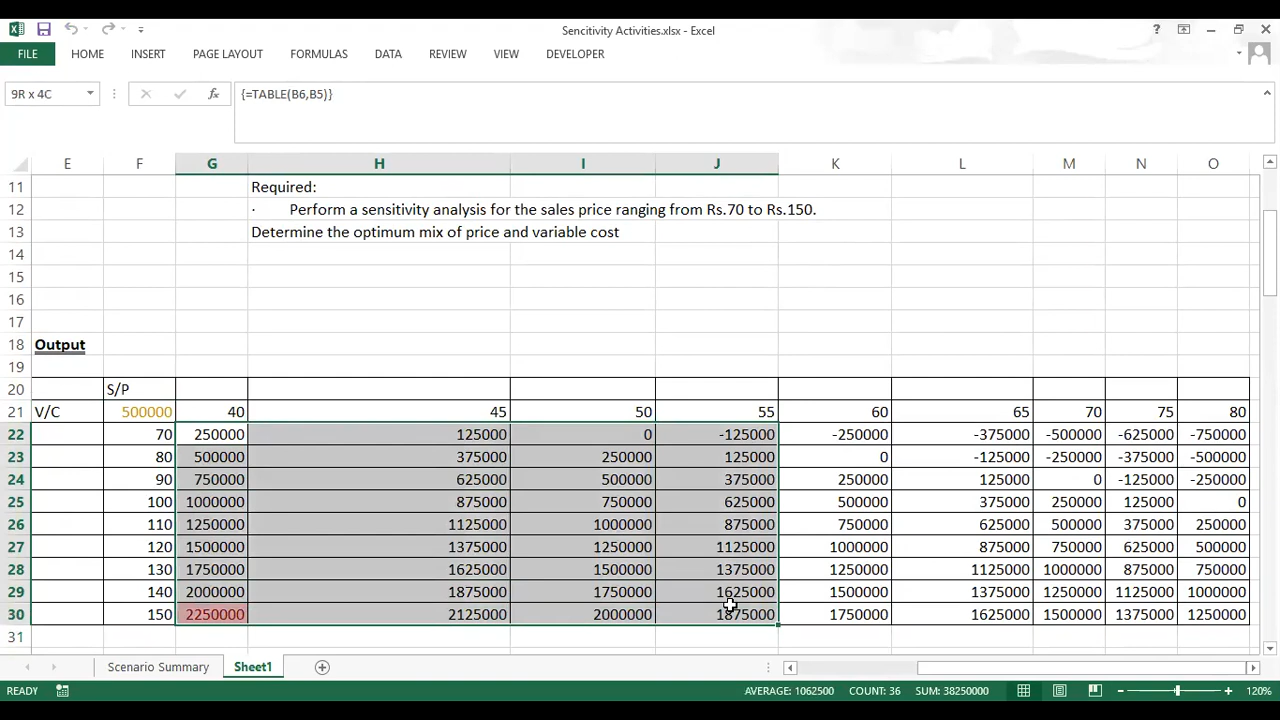 Sencitivity Activities.xlsx - Excel
FILE HOME INSERT PAGE LAYOUT FORMULAS DATA REVIEW VIEW DEVELOPER
9R x 4C fx {=TABLE(B6,B5)}
E F G H I J K L M N O
11 Required:
12 · Perform a sensitivity analysis for the sales price ranging from Rs.70 to Rs.150.
13 Determine the optimum mix of price and variable cost
14
15
16
17
18 Output
19
20 S/P
21 V/C 500000 40 45 50 55 60 65 70 75 80
22 70 250000 125000 0 -125000 -250000 -375000 -500000 -625000 -750000
23 80 500000 375000 250000 125000 0 -125000 -250000 -375000 -500000
24 90 750000 625000 500000 375000 250000 125000 0 -125000 -250000
25 100 1000000 875000 750000 625000 500000 375000 250000 125000 0
26 110 1250000 1125000 1000000 875000 750000 625000 500000 375000 250000
27 120 1500000 1375000 1250000 1125000 1000000 875000 750000 625000 500000
28 130 1750000 1625000 1500000 1375000 1250000 1125000 1000000 875000 750000
29 140 2000000 1875000 1750000 1625000 1500000 1375000 1250000 1125000 1000000
30 150 2250000 2125000 2000000 1875000 1750000 1625000 1500000 1375000 1250000
31
Scenario Summary Sheet1
READY AVERAGE: 1062500 COUNT: 36 SUM: 38250000 120%